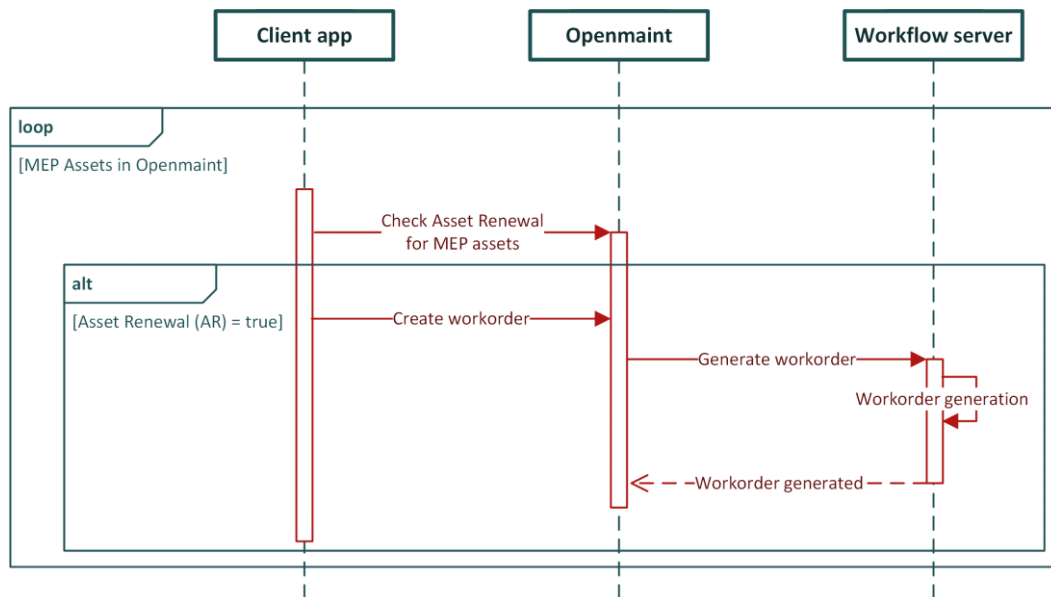 Client app
Openmaint
Workflow server
loop
[MEP Assets in Openmaint]
Check Asset Renewal
for MEP assets
alt
[Asset Renewal (AR) = true]
Create workorder
Generate workorder
Workorder generation
Workorder generated